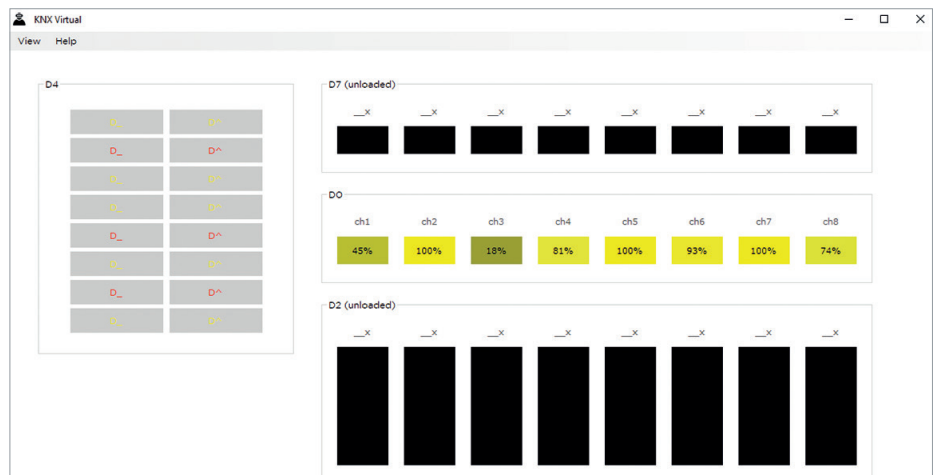 KNX Virtual
View Help
D4
D_ D^
D_ D^
D_ D^
D_ D^
D_ D^
D_ D^
D_ D^
D_ D^
D7 (unloaded)
__x __x __x __x __x __x __x __x
D0
ch1 ch2 ch3 ch4 ch5 ch6 ch7 ch8
45% 100% 18% 81% 100% 93% 100% 74%
D2 (unloaded)
__x __x __x __x __x __x __x __x